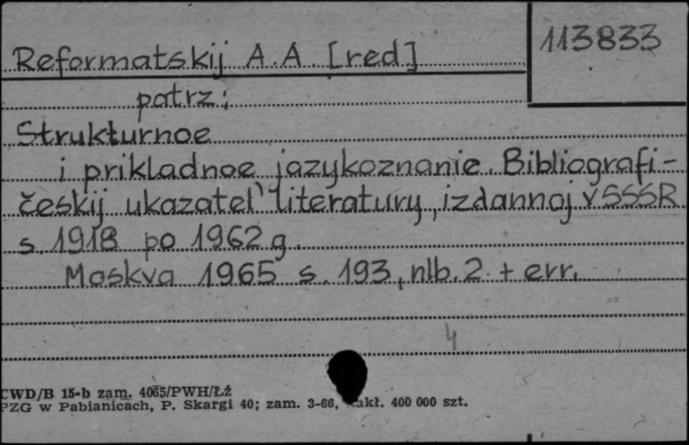 113833
Reformatskij A. A. [red]
patrz:
Strukturnoe
i prikladnoe jazykoznanie. Bibliografi-
českij ukazatel' literatury, izdannoj v SSSR
s 1918 po 1962 g.
Moskva 1965 s. 193, nlb. 2 + err.
4
CWD/B 15-b zam. 4065/PWH/Łź
PZG w Pabianicach, P. Skargi 40; zam. 3-66, nakł. 400 000 szt.